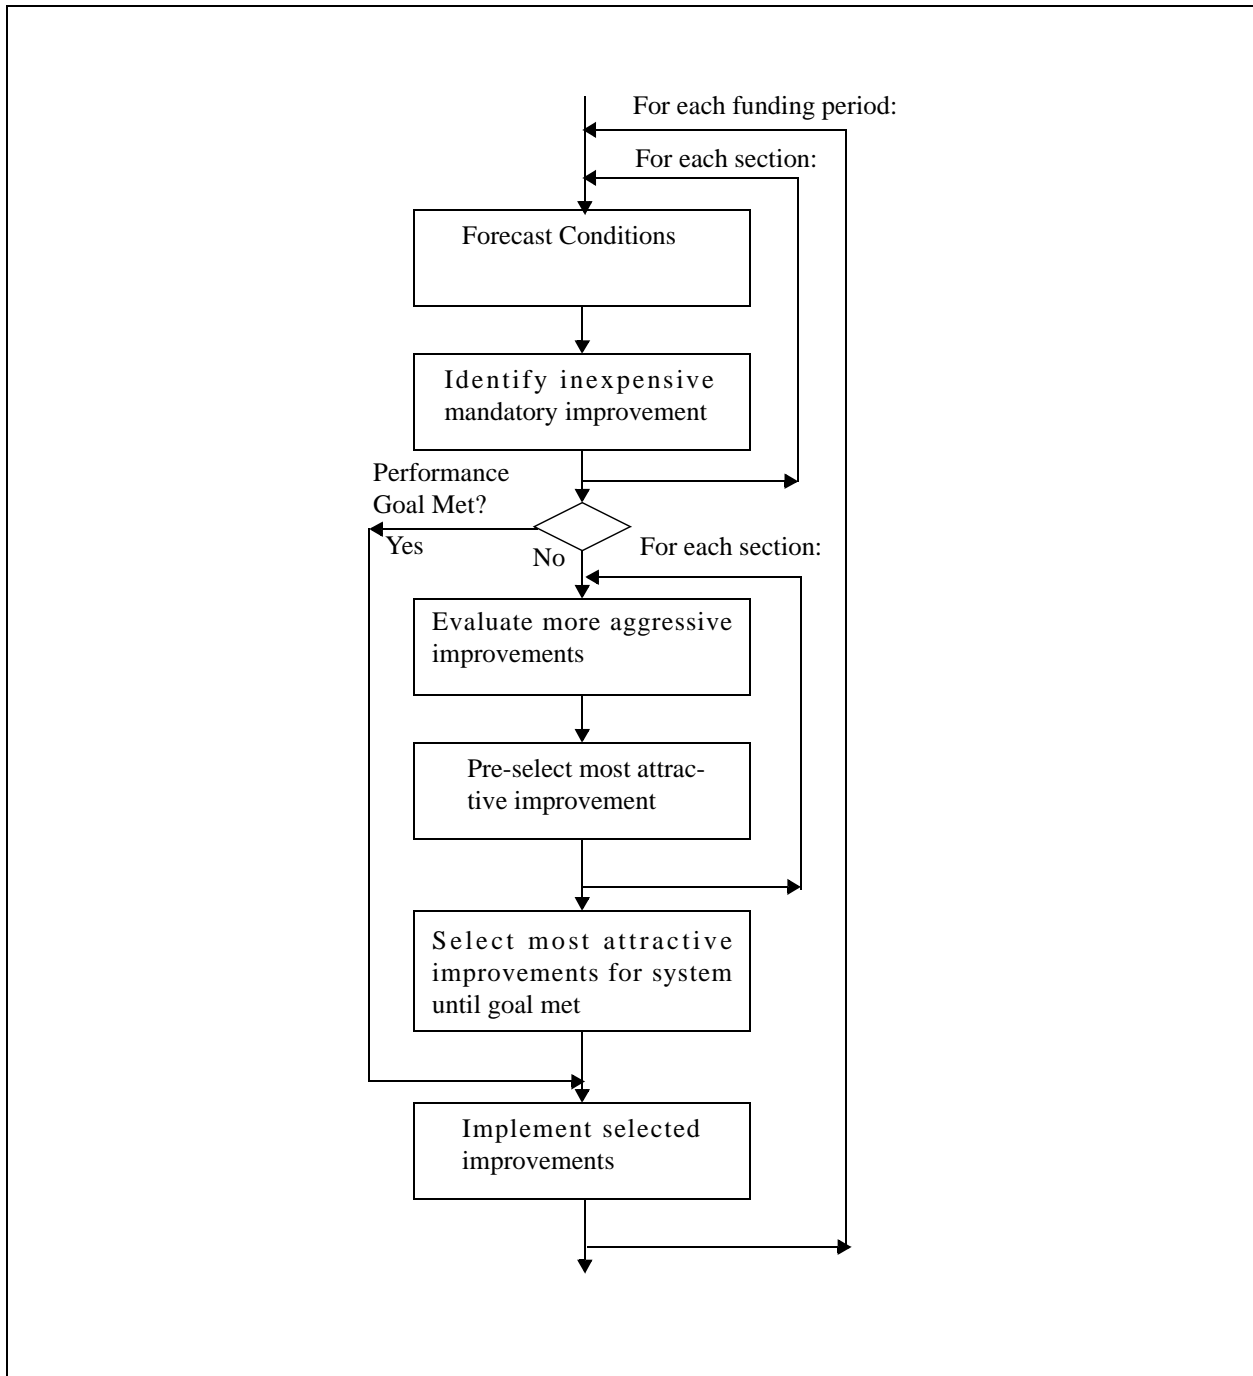 For each funding period:
For each section:
Forecast Conditions
Identify inexpensive
mandatory improvement
Performance
Goal Met?
Yes
No
For each section:
Evaluate more aggressive
improvements
Pre-select most attrac-
tive improvement
Select most attractive
improvements for system
until goal met
Implement selected
improvements